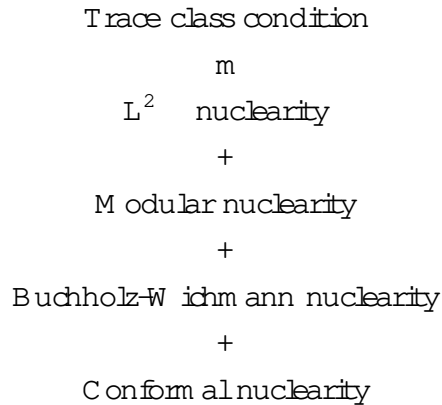 Trace class condition
m
L² nuclearity
+
Modular nuclearity
+
Buchholz-Wichmann nuclearity
+
Conformal nuclearity